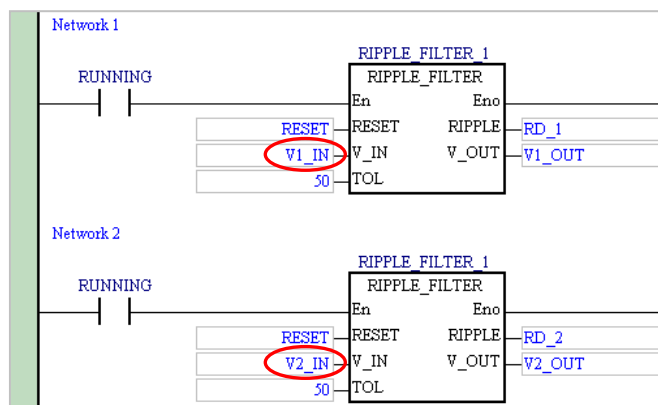 Network 1
RIPPLE_FILTER_1
RUNNING RIPPLE_FILTER
En Eno
RESET RESET RIPPLE RD_1
V1_IN V_IN V_OUT V1_OUT
50 TOL
Network 2
RIPPLE_FILTER_1
RUNNING RIPPLE_FILTER
En Eno
RESET RESET RIPPLE RD_2
V2_IN V_IN V_OUT V2_OUT
50 TOL